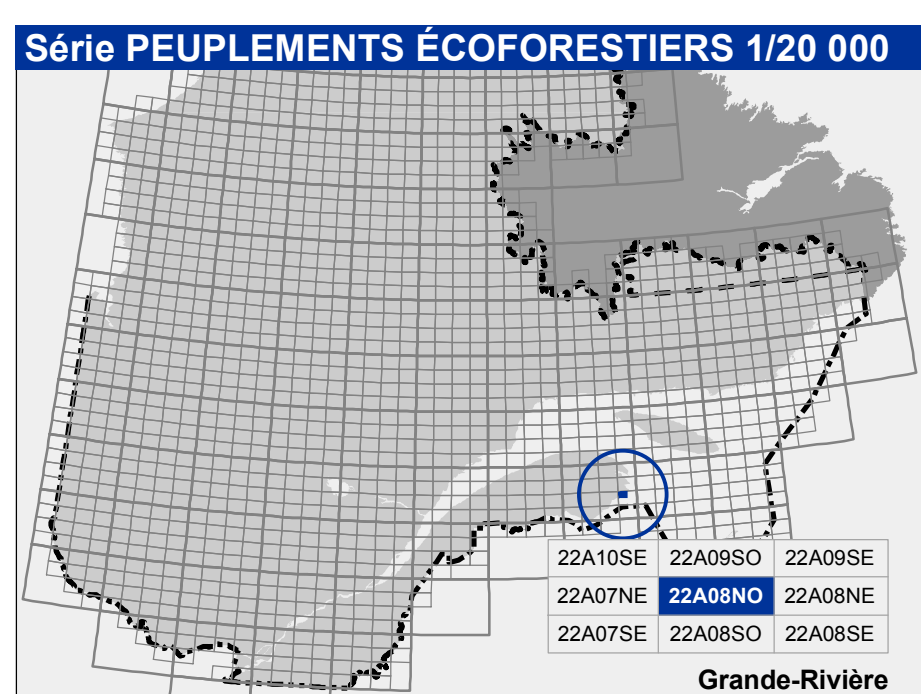 Série PEUPLEMENTS ÉCOFORESTIERS 1/20 000
22A10SE 22A09SO 22A09SE
22A07NE 22A08NO 22A08NE
22A07SE 22A08SO 22A08SE
Grande-Rivière